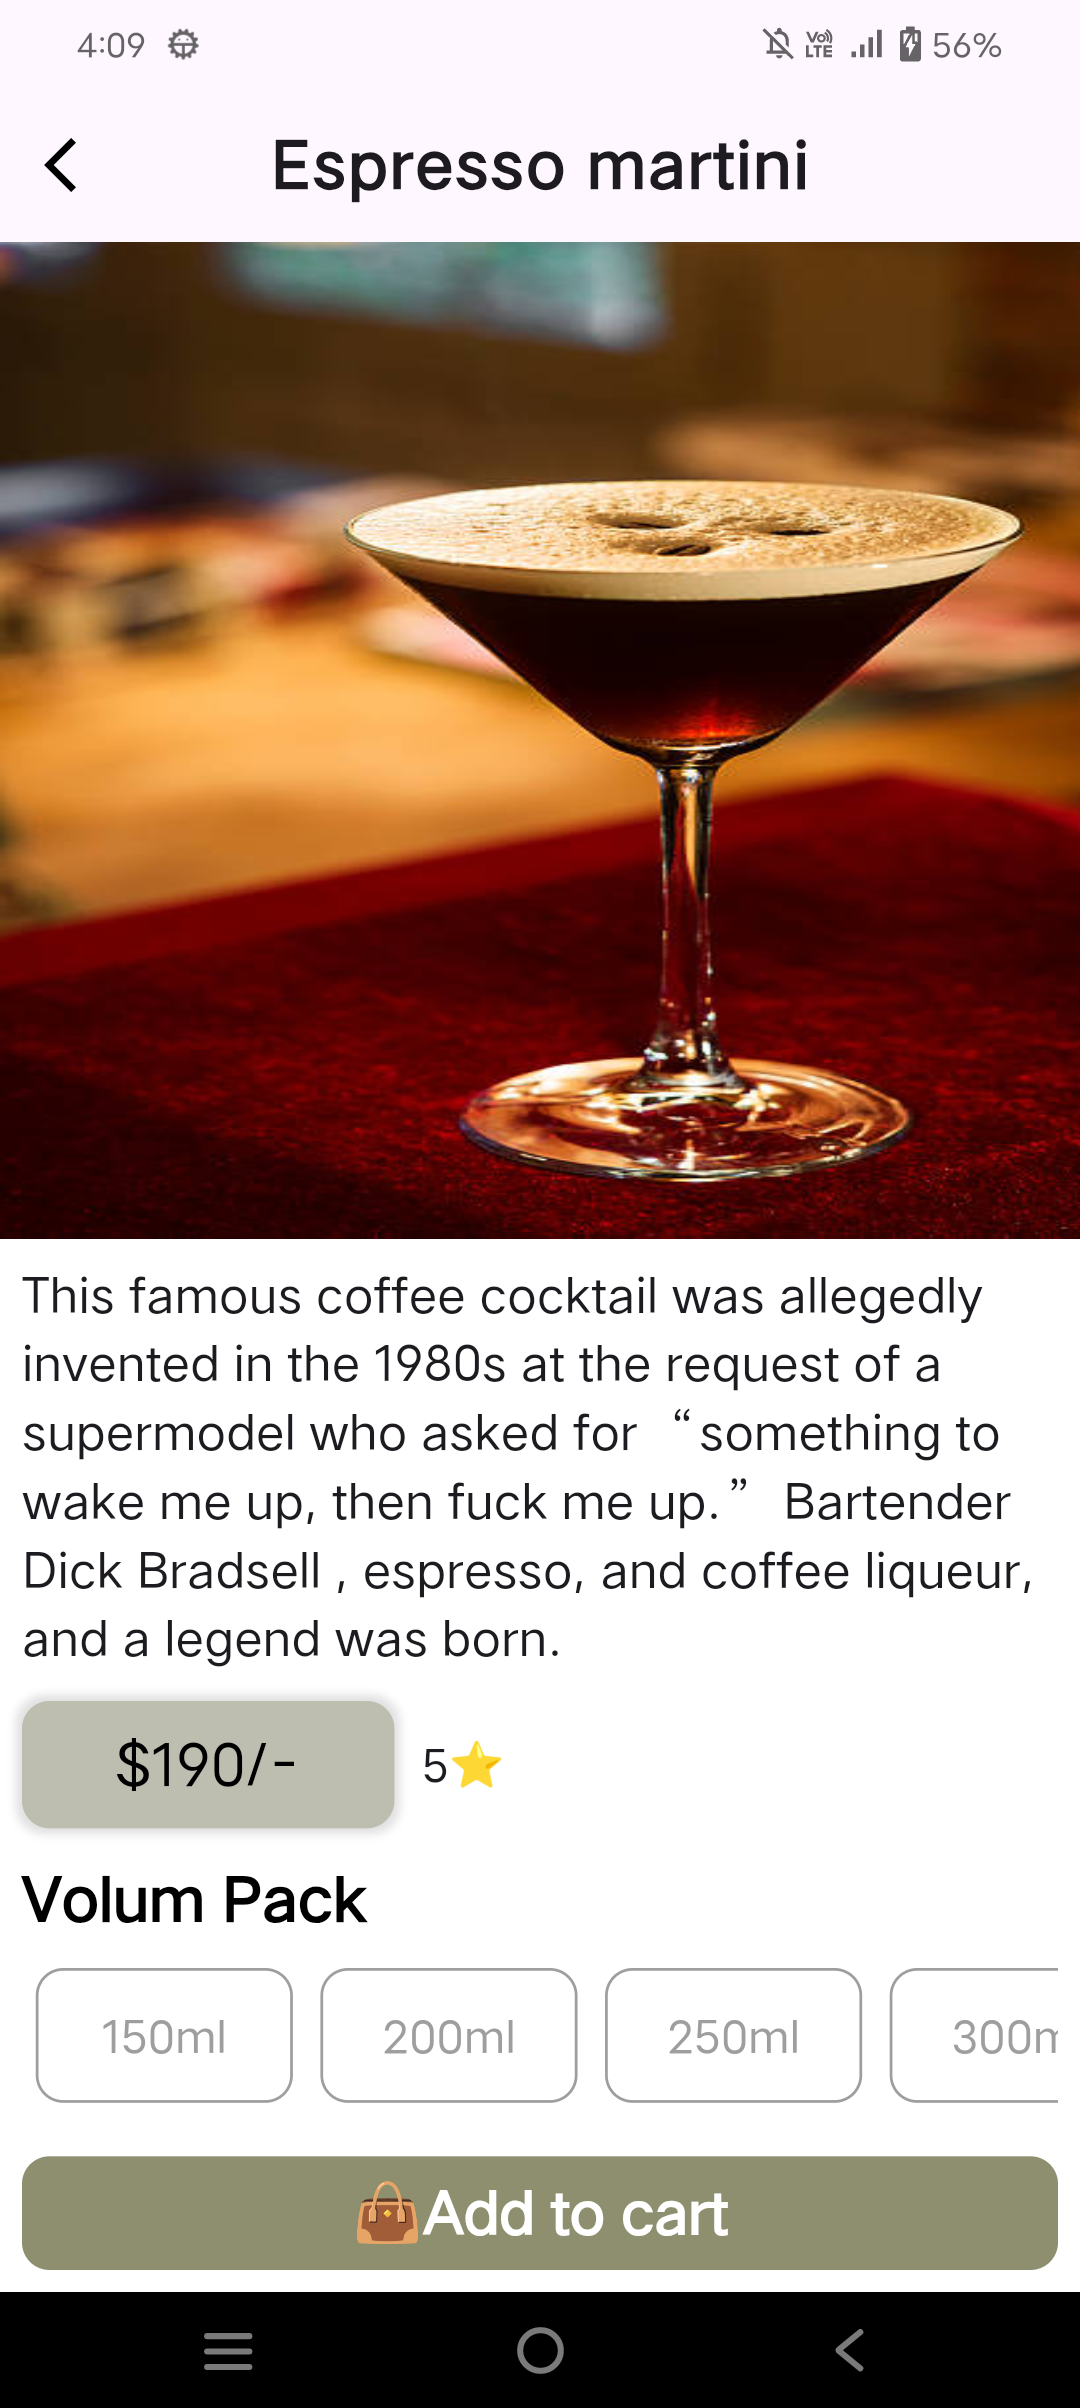 4:09 56%
VoLTE
Espresso martini
This famous coffee cocktail was allegedly
invented in the 1980s at the request of a
supermodel who asked for “something to
wake me up, then fuck me up.” Bartender
Dick Bradsell , espresso, and coffee liqueur,
and a legend was born.
$190/- 5⭐
Volum Pack
150ml 200ml 250ml 300m
👜Add to cart